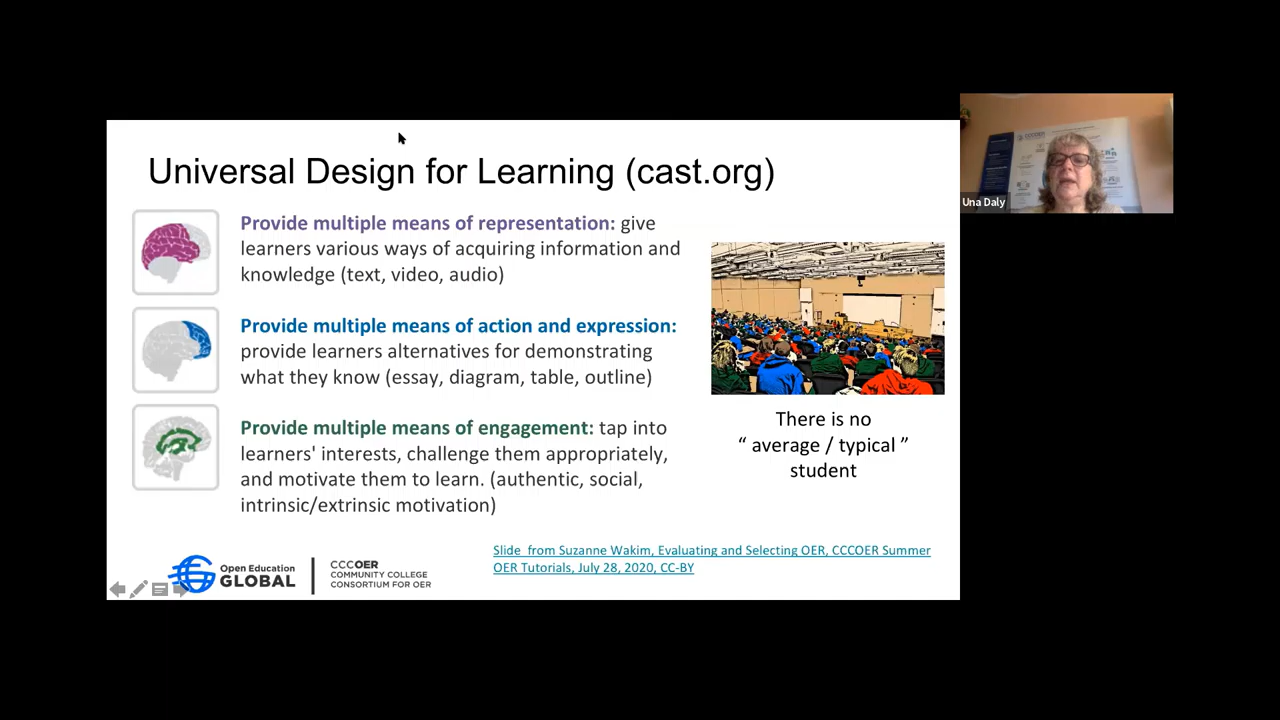 Universal Design for Learning (cast.org)
Provide multiple means of representation: give
learners various ways of acquiring information and
knowledge (text, video, audio)
Provide multiple means of action and expression:
provide learners alternatives for demonstrating
what they know (essay, diagram, table, outline)
Provide multiple means of engagement: tap into
learners' interests, challenge them appropriately,
and motivate them to learn. (authentic, social,
intrinsic/extrinsic motivation)
There is no
“ average / typical ”
student
Slide from Suzanne Wakim, Evaluating and Selecting OER, CCCOER Summer
OER Tutorials, July 28, 2020, CC-BY
Open Education
GLOBAL
CCCOER
COMMUNITY COLLEGE
CONSORTIUM FOR OER
CCCOER
Una Daly